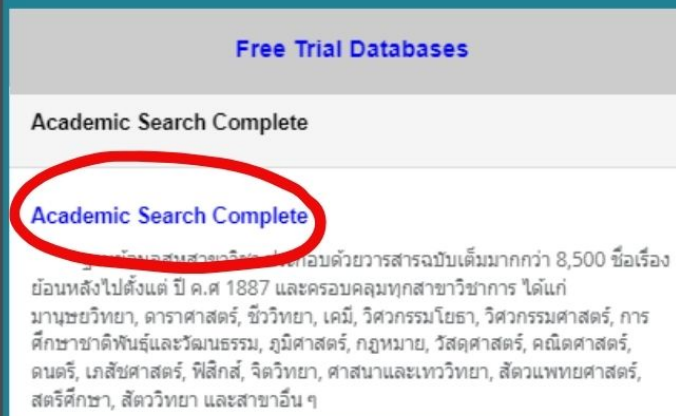 Free Trial Databases
Academic Search Complete
Academic Search Complete
ประกอบด้วยวารสารฉบับเต็มมากกว่า 8,500 ชื่อเรื่อง
ย้อนหลังไปตั้งแต่ ปี ค.ศ 1887 และครอบคลุมทุกสาขาวิชาการ ได้แก่
มานุษยวิทยา, ดาราศาสตร์, ชีววิทยา, เคมี, วิศวกรรมโยธา, วิศวกรรมศาสตร์, การ
ศึกษาชาติพันธุ์และวัฒนธรรม, ภูมิศาสตร์, กฎหมาย, วัสดุศาสตร์, คณิตศาสตร์,
ดนตรี, เภสัชศาสตร์, ฟิสิกส์, จิตวิทยา, ศาสนาและเทววิทยา, สัตวแพทยศาสตร์,
สตรีศึกษา, สัตววิทยา และสาขาอื่น ๆ